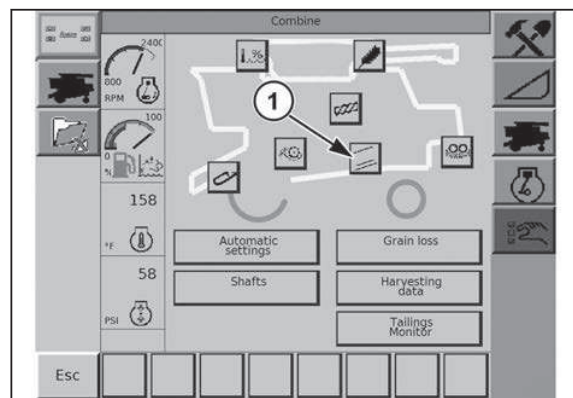 Combine
2400
800
RPM
100
0
%
158
°F
58
PSI
1..%
1
Automatic
settings
Grain loss
Shafts
Harvesting
data
Tailings
Monitor
Esc